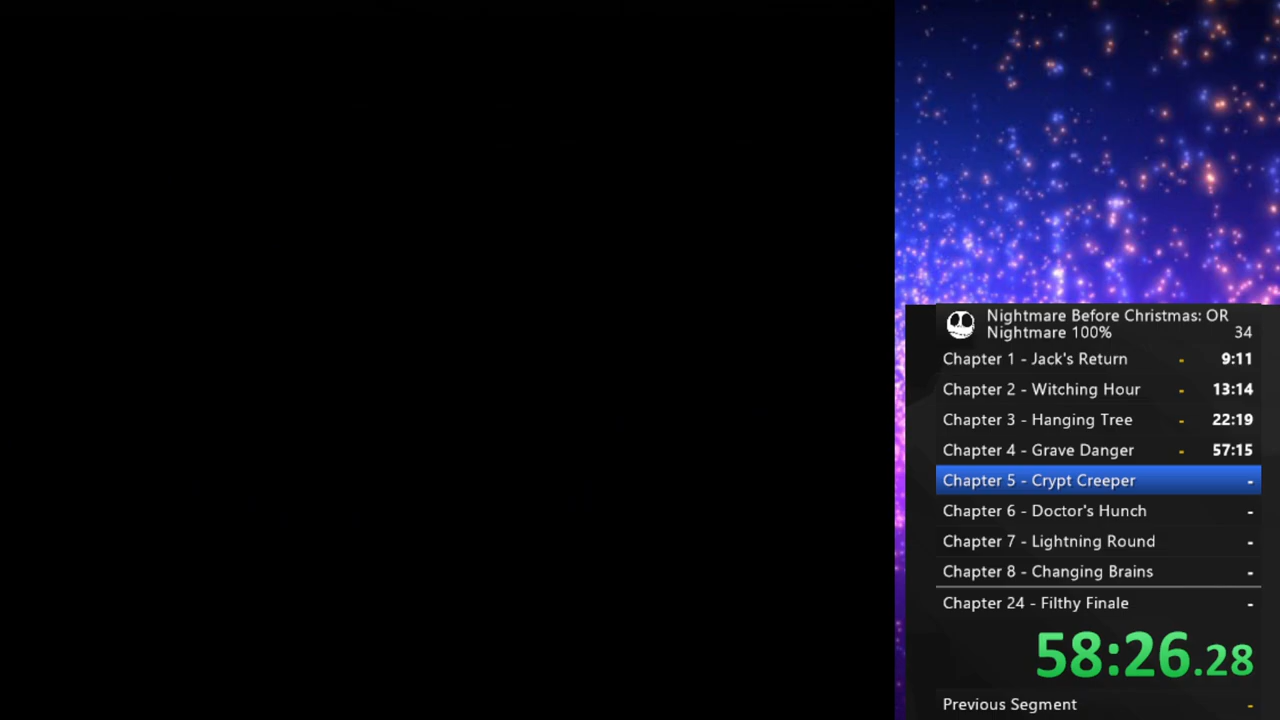 Nightmare Before Christmas: OR
Nightmare 100% 34
Chapter 1 - Jack's Return - 9:11
Chapter 2 - Witching Hour - 13:14
Chapter 3 - Hanging Tree - 22:19
Chapter 4 - Grave Danger - 57:15
Chapter 5 - Crypt Creeper -
Chapter 6 - Doctor's Hunch -
Chapter 7 - Lightning Round -
Chapter 8 - Changing Brains -
Chapter 24 - Filthy Finale -
58:26.28
Previous Segment -